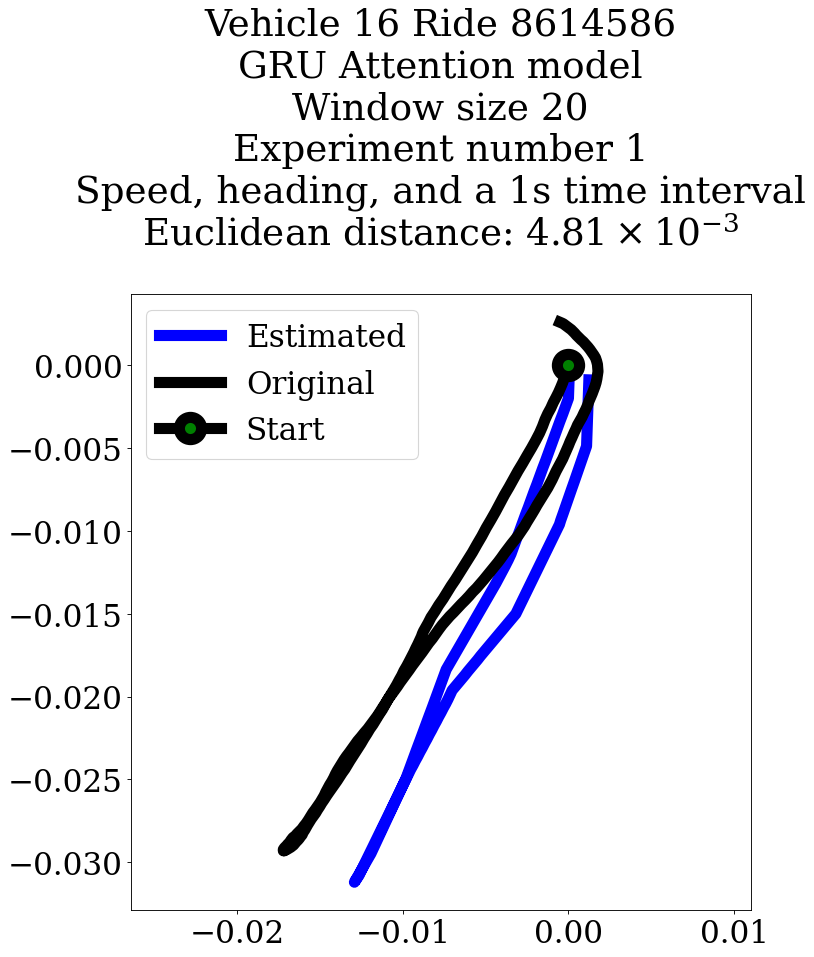 Vehicle 16 Ride 8614586
GRU Attention model
Window size 20
Experiment number 1
Speed, heading, and a 1s time interval
Euclidean distance: 4.81 × 10⁻³
Estimated
Original
Start
0.000
−0.005
−0.010
−0.015
−0.020
−0.025
−0.030
−0.02
−0.01
0.00
0.01